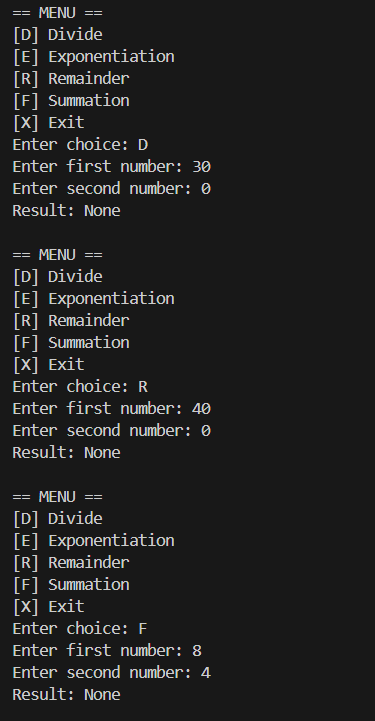 == MENU ==
[D] Divide
[E] Exponentiation
[R] Remainder
[F] Summation
[X] Exit
Enter choice: D
Enter first number: 30
Enter second number: 0
Result: None

== MENU ==
[D] Divide
[E] Exponentiation
[R] Remainder
[F] Summation
[X] Exit
Enter choice: R
Enter first number: 40
Enter second number: 0
Result: None

== MENU ==
[D] Divide
[E] Exponentiation
[R] Remainder
[F] Summation
[X] Exit
Enter choice: F
Enter first number: 8
Enter second number: 4
Result: None